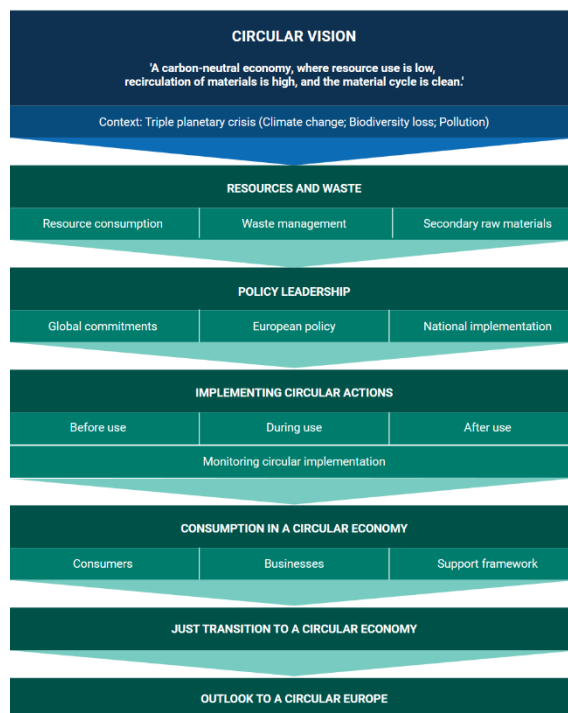 CIRCULAR VISION
'A carbon-neutral economy, where resource use is low,
recirculation of materials is high, and the material cycle is clean.'
Context: Triple planetary crisis (Climate change; Biodiversity loss; Pollution)
RESOURCES AND WASTE
Resource consumption
Waste management
Secondary raw materials
POLICY LEADERSHIP
Global commitments
European policy
National implementation
IMPLEMENTING CIRCULAR ACTIONS
Before use
During use
After use
Monitoring circular implementation
CONSUMPTION IN A CIRCULAR ECONOMY
Consumers
Businesses
Support framework
JUST TRANSITION TO A CIRCULAR ECONOMY
OUTLOOK TO A CIRCULAR EUROPE